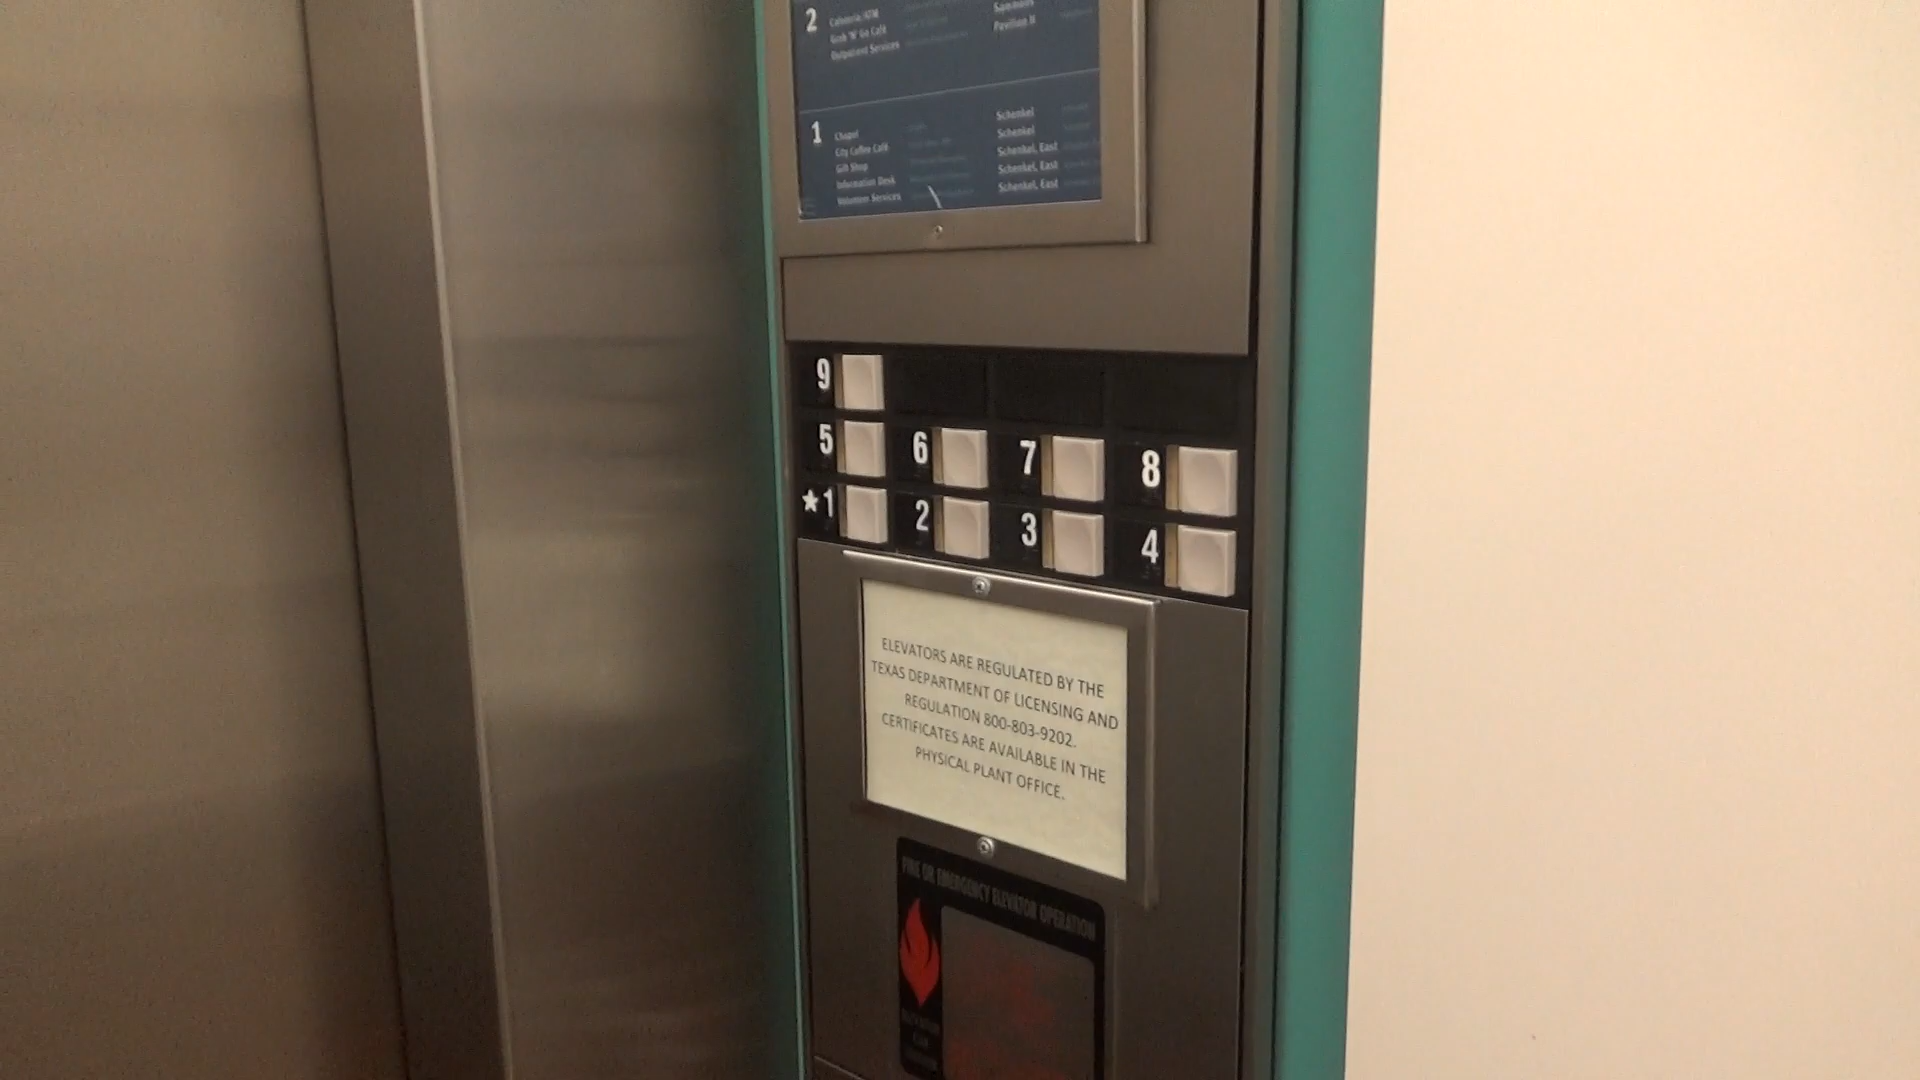 2
Cafeteria/ATM
Grab 'N' Go Café
Outpatient Services
Sammons
Pavilion II
1
Chapel
City Coffee Café
Gift Shop
Information Desk
Volunteer Services
Schenkel
Schenkel
Schenkel, East
Schenkel, East
Schenkel, East
9
5 6 7 8
★1 2 3 4
ELEVATORS ARE REGULATED BY THE
TEXAS DEPARTMENT OF LICENSING AND
REGULATION 800-803-9202.
CERTIFICATES ARE AVAILABLE IN THE
PHYSICAL PLANT OFFICE.
FIRE OR EMERGENCY ELEVATOR OPERATION